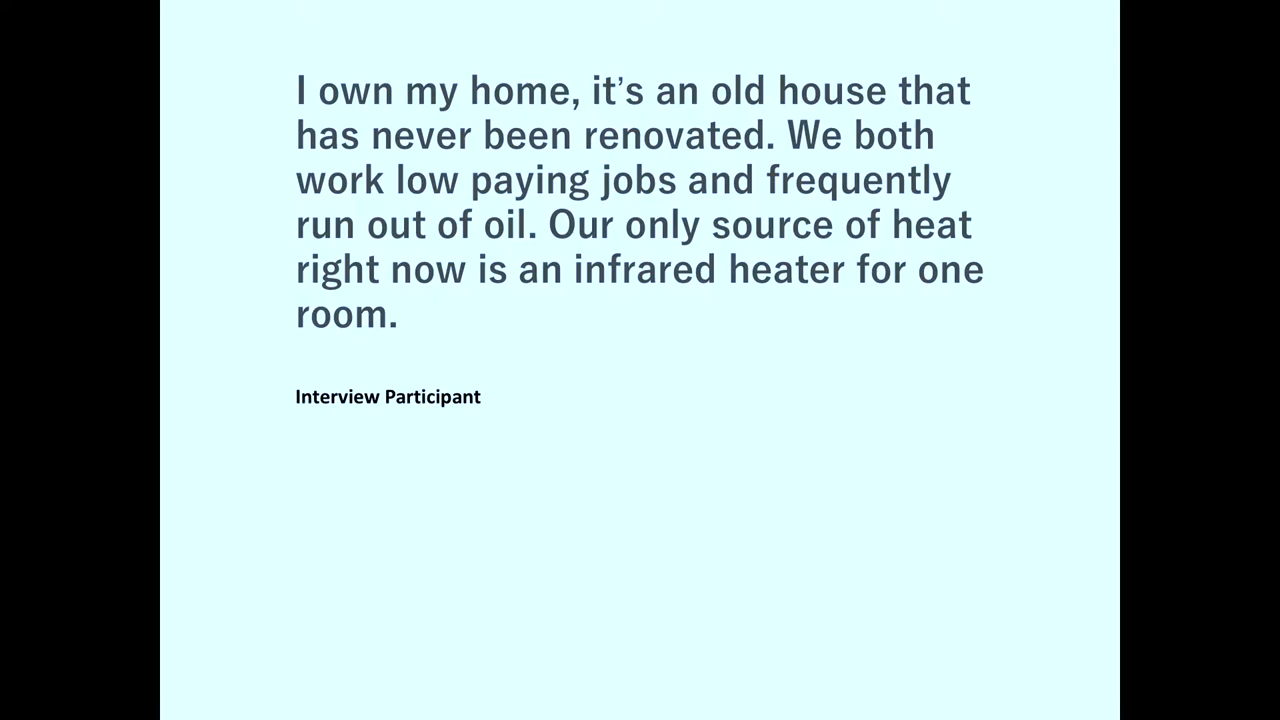 I own my home, it’s an old house that
has never been renovated. We both
work low paying jobs and frequently
run out of oil. Our only source of heat
right now is an infrared heater for one
room.
Interview Participant